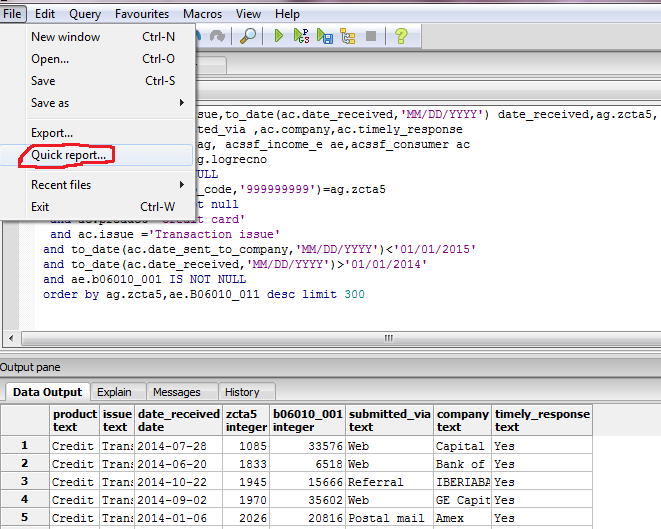 File Edit Query Favourites Macros View Help
New window Ctrl-N
Open... Ctrl-O
Save Ctrl-S
Save as
Export...
Quick report...
Recent files
Exit Ctrl-W
sue,to_date(ac.date_received,'MM/DD/YYYY') date_received,ag.zcta5,
ted_via ,ac.company,ac.timely_response
ag, acssf_income_e ae,acssf_consumer ac
g.logrecno
NULL
_code,'999999999')=ag.zcta5
t null
and ac.issue ='Transaction issue'
and to_date(ac.date_sent_to_company,'MM/DD/YYYY')<'01/01/2015'
and to_date(ac.date_received,'MM/DD/YYYY')>'01/01/2014'
and ae.b06010_001 IS NOT NULL
order by ag.zcta5,ae.B06010_011 desc limit 300
Output pane
Data Output Explain Messages History
product issue date_received zcta5 b06010_001 submitted_via company timely_response
text text date integer integer text text text
1 Credit Trans 2014-07-28 1085 33576 Web Capital Yes
2 Credit Trans 2014-06-20 1833 6518 Web Bank of Yes
3 Credit Trans 2014-10-22 1945 15666 Referral IBERIABA Yes
4 Credit Trans 2014-09-02 1970 35602 Web GE Capit Yes
5 Credit Trans 2014-01-06 2026 20816 Postal mail Amex Yes